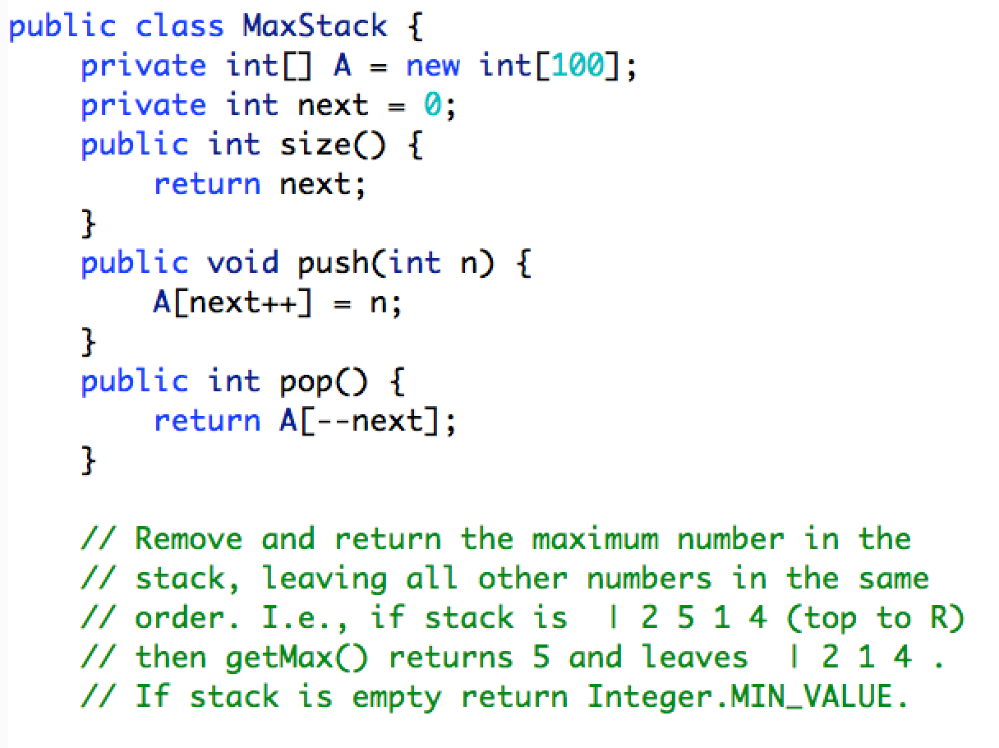 public class MaxStack {
    private int[] A = new int[100];
    private int next = 0;
    public int size() {
        return next;
    }
    public void push(int n) {
        A[next++] = n;
    }
    public int pop() {
        return A[--next];
    }

    // Remove and return the maximum number in the
    // stack, leaving all other numbers in the same
    // order. I.e., if stack is  | 2 5 1 4 (top to R)
    // then getMax() returns 5 and leaves  | 2 1 4 .
    // If stack is empty return Integer.MIN_VALUE.